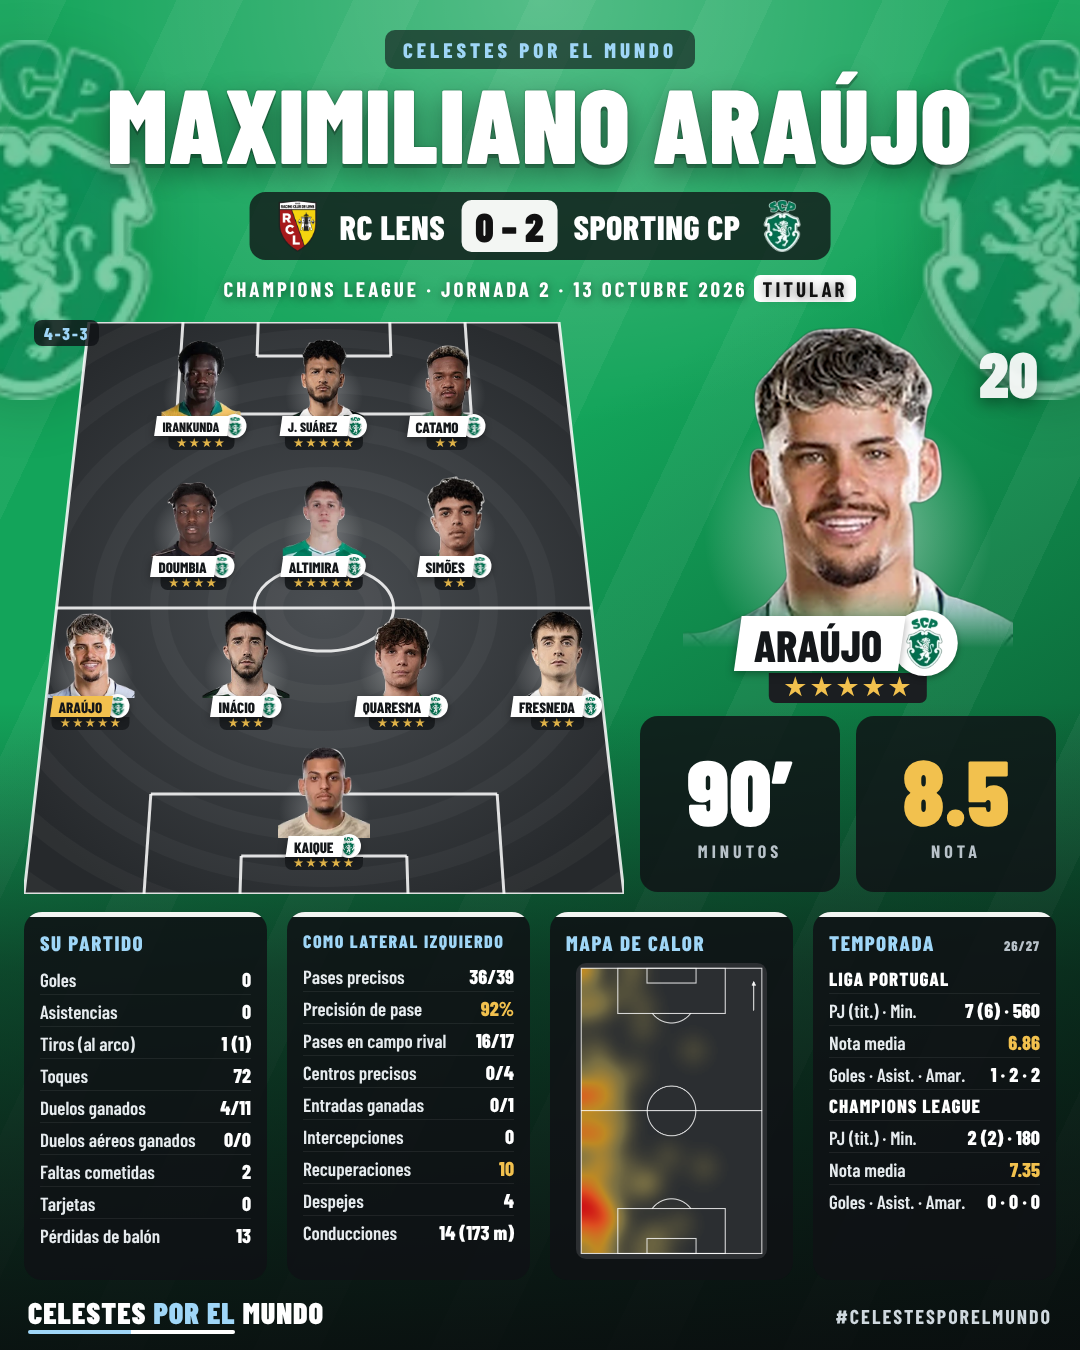 CELESTES POR EL MUNDO
MAXIMILIANO ARAÚJO
RC LENS 0 - 2 SPORTING CP
CHAMPIONS LEAGUE · JORNADA 2 · 13 OCTUBRE 2026 TITULAR
4-3-3
20
IRANKUNDA J. SUÁREZ CATAMO
★★★★ ★★★★★ ★★
DOUMBIA ALTIMIRA SIMÕES
★★★★ ★★★★★ ★★
ARAÚJO INÁCIO QUARESMA FRESNEDA
★★★★★ ★★★ ★★★★ ★★★
KAIQUE
★★★★★
SCP
ARAÚJO
★★★★★
90′
MINUTOS
8.5
NOTA
SU PARTIDO
Goles 0
Asistencias 0
Tiros (al arco) 1 (1)
Toques 72
Duelos ganados 4/11
Duelos aéreos ganados 0/0
Faltas cometidas 2
Tarjetas 0
Pérdidas de balón 13
COMO LATERAL IZQUIERDO
Pases precisos 36/39
Precisión de pase 92%
Pases en campo rival 16/17
Centros precisos 0/4
Entradas ganadas 0/1
Intercepciones 0
Recuperaciones 10
Despejes 4
Conducciones 14 (173 m)
MAPA DE CALOR
TEMPORADA 26/27
LIGA PORTUGAL
PJ (tit.) · Min. 7 (6) · 560
Nota media 6.86
Goles · Asist. · Amar. 1 · 2 · 2
CHAMPIONS LEAGUE
PJ (tit.) · Min. 2 (2) · 180
Nota media 7.35
Goles · Asist. · Amar. 0 · 0 · 0
CELESTES POR EL MUNDO
#CELESTESPORELMUNDO